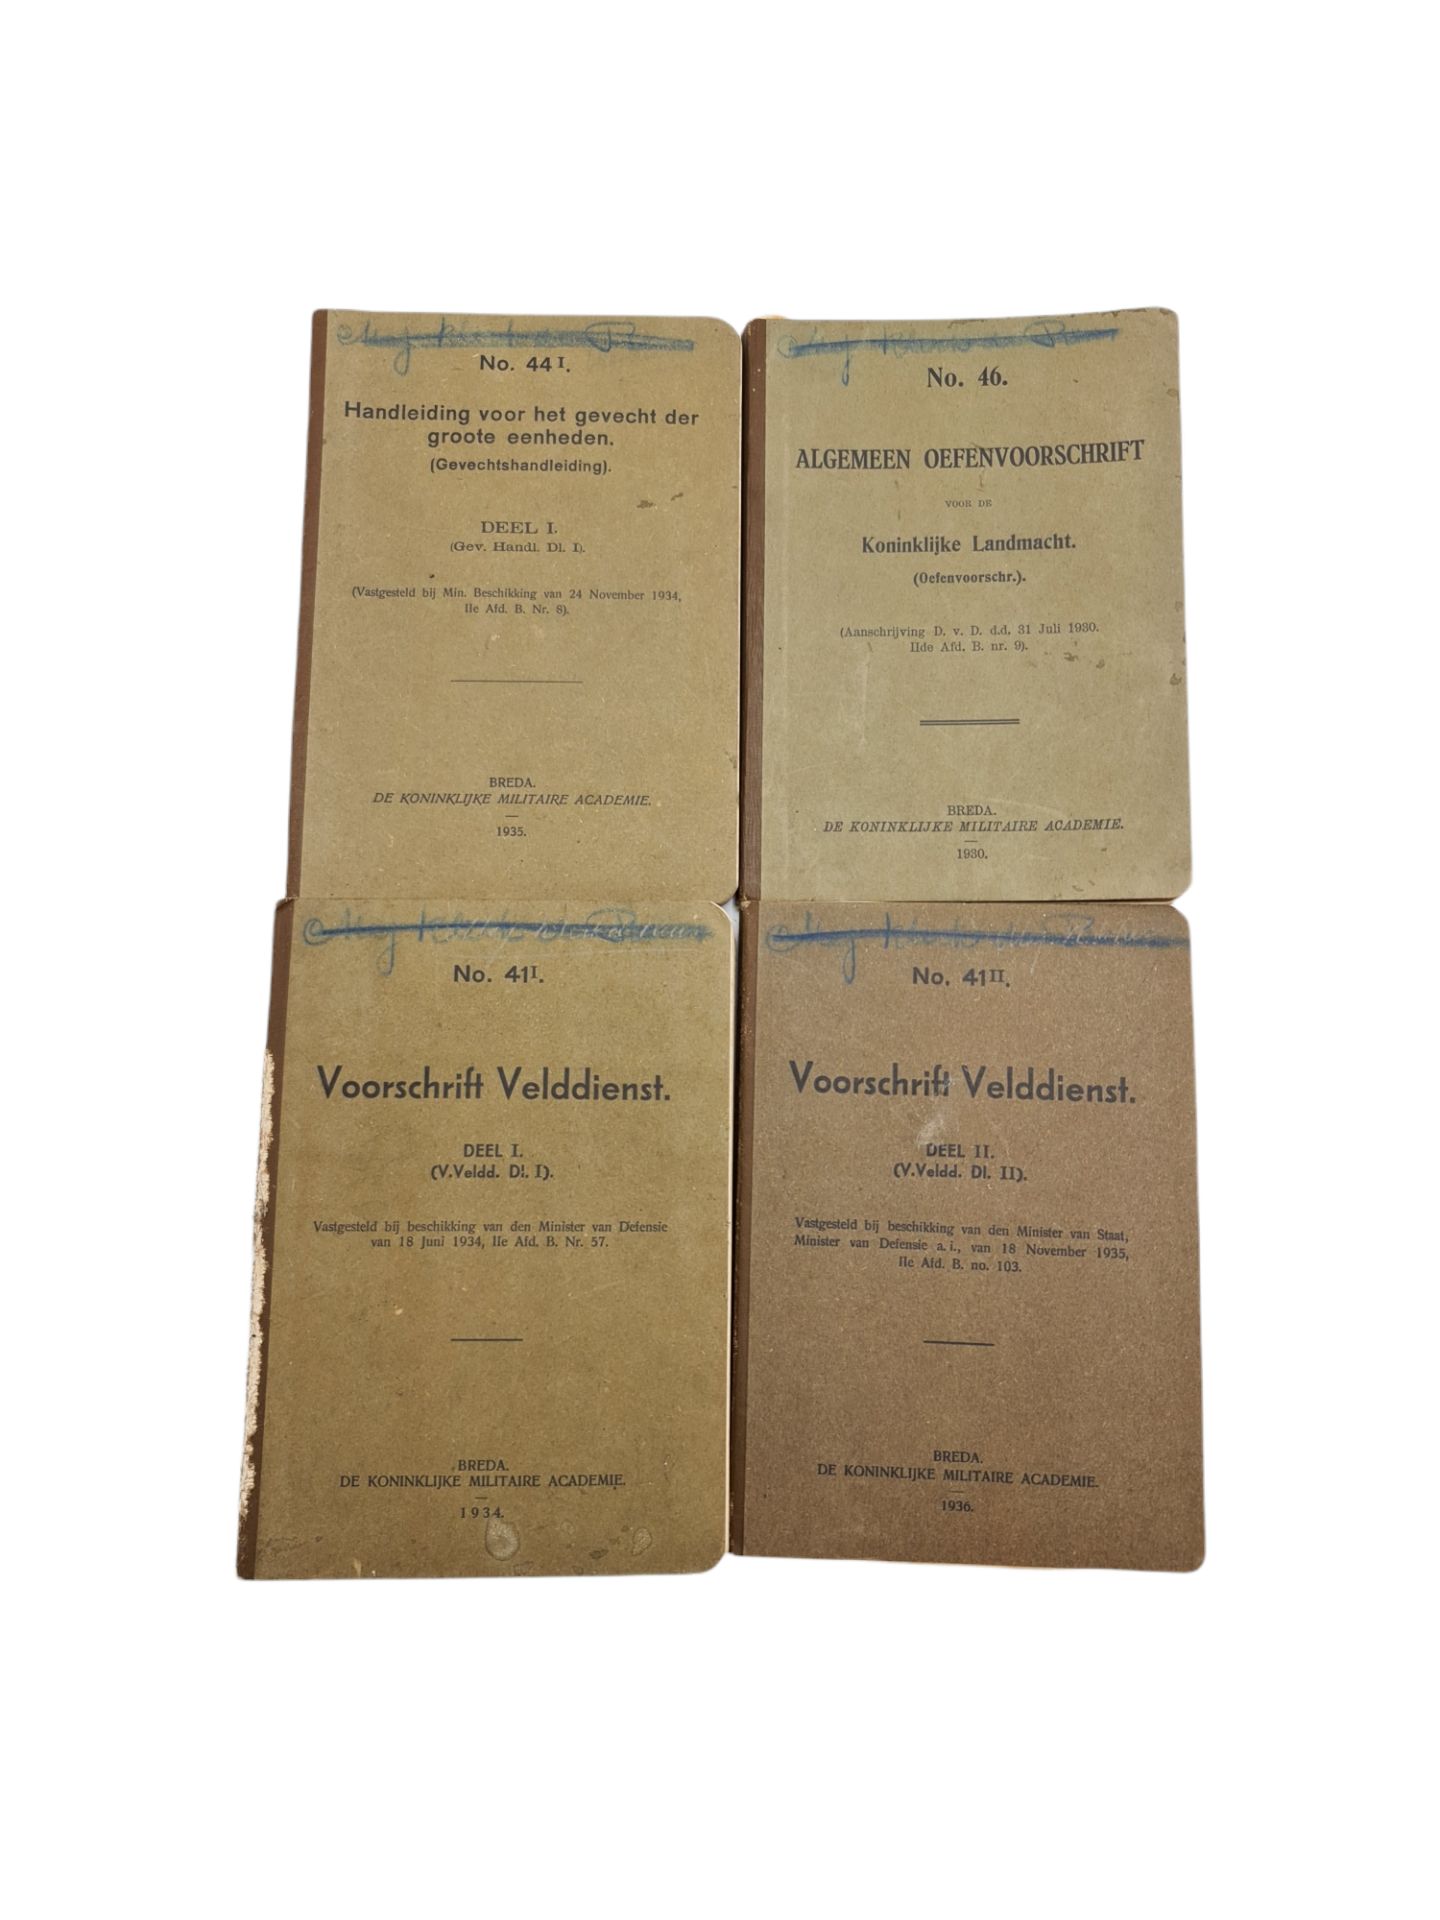 No. 44 I.
Handleiding voor het gevecht der
groote eenheden.
(Gevechtshandleiding).
DEEL I.
(Gev. Handl. Dl. I).
(Vastgesteld bij Min. Beschikking van 24 November 1934,
IIe Afd. B. Nr. 8).
BREDA.
DE KONINKLIJKE MILITAIRE ACADEMIE.
1935.
No. 46.
ALGEMEEN OEFENVOORSCHRIFT
VOOR DE
Koninklijke Landmacht.
(Oefenvoorschr.).
(Aanschrijving D. v. D. d.d. 31 Juli 1930.
IIde Afd. B. nr. 9).
BREDA.
DE KONINKLIJKE MILITAIRE ACADEMIE.
1930.
No. 41I.
Voorschrift Velddienst.
DEEL I.
(V.Veldd. Dl. I).
Vastgesteld bij beschikking van den Minister van Defensie
van 18 Juni 1934, IIe Afd. B. Nr. 57.
BREDA.
DE KONINKLIJKE MILITAIRE ACADEMIE.
1934.
No. 41II.
Voorschrift Velddienst.
DEEL II.
(V.Veldd. Dl. II).
Vastgesteld bij beschikking van den Minister van Staat,
Minister van Defensie a. i., van 18 November 1935,
IIe Afd. B. no. 103.
BREDA.
DE KONINKLIJKE MILITAIRE ACADEMIE.
1936.